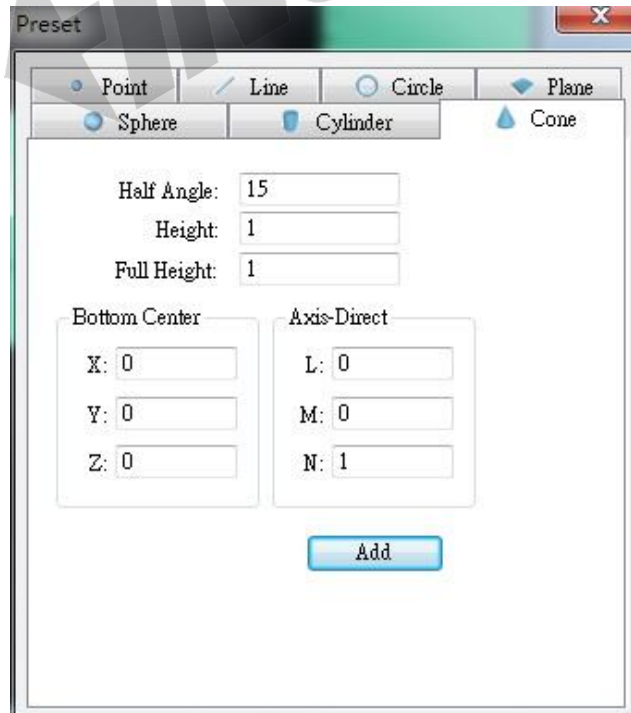 Preset
Point Line Circle Plane
Sphere Cylinder Cone
Half Angle: 15
Height: 1
Full Height: 1
Bottom Center Axis-Direct
X: 0 L: 0
Y: 0 M: 0
Z: 0 N: 1
Add